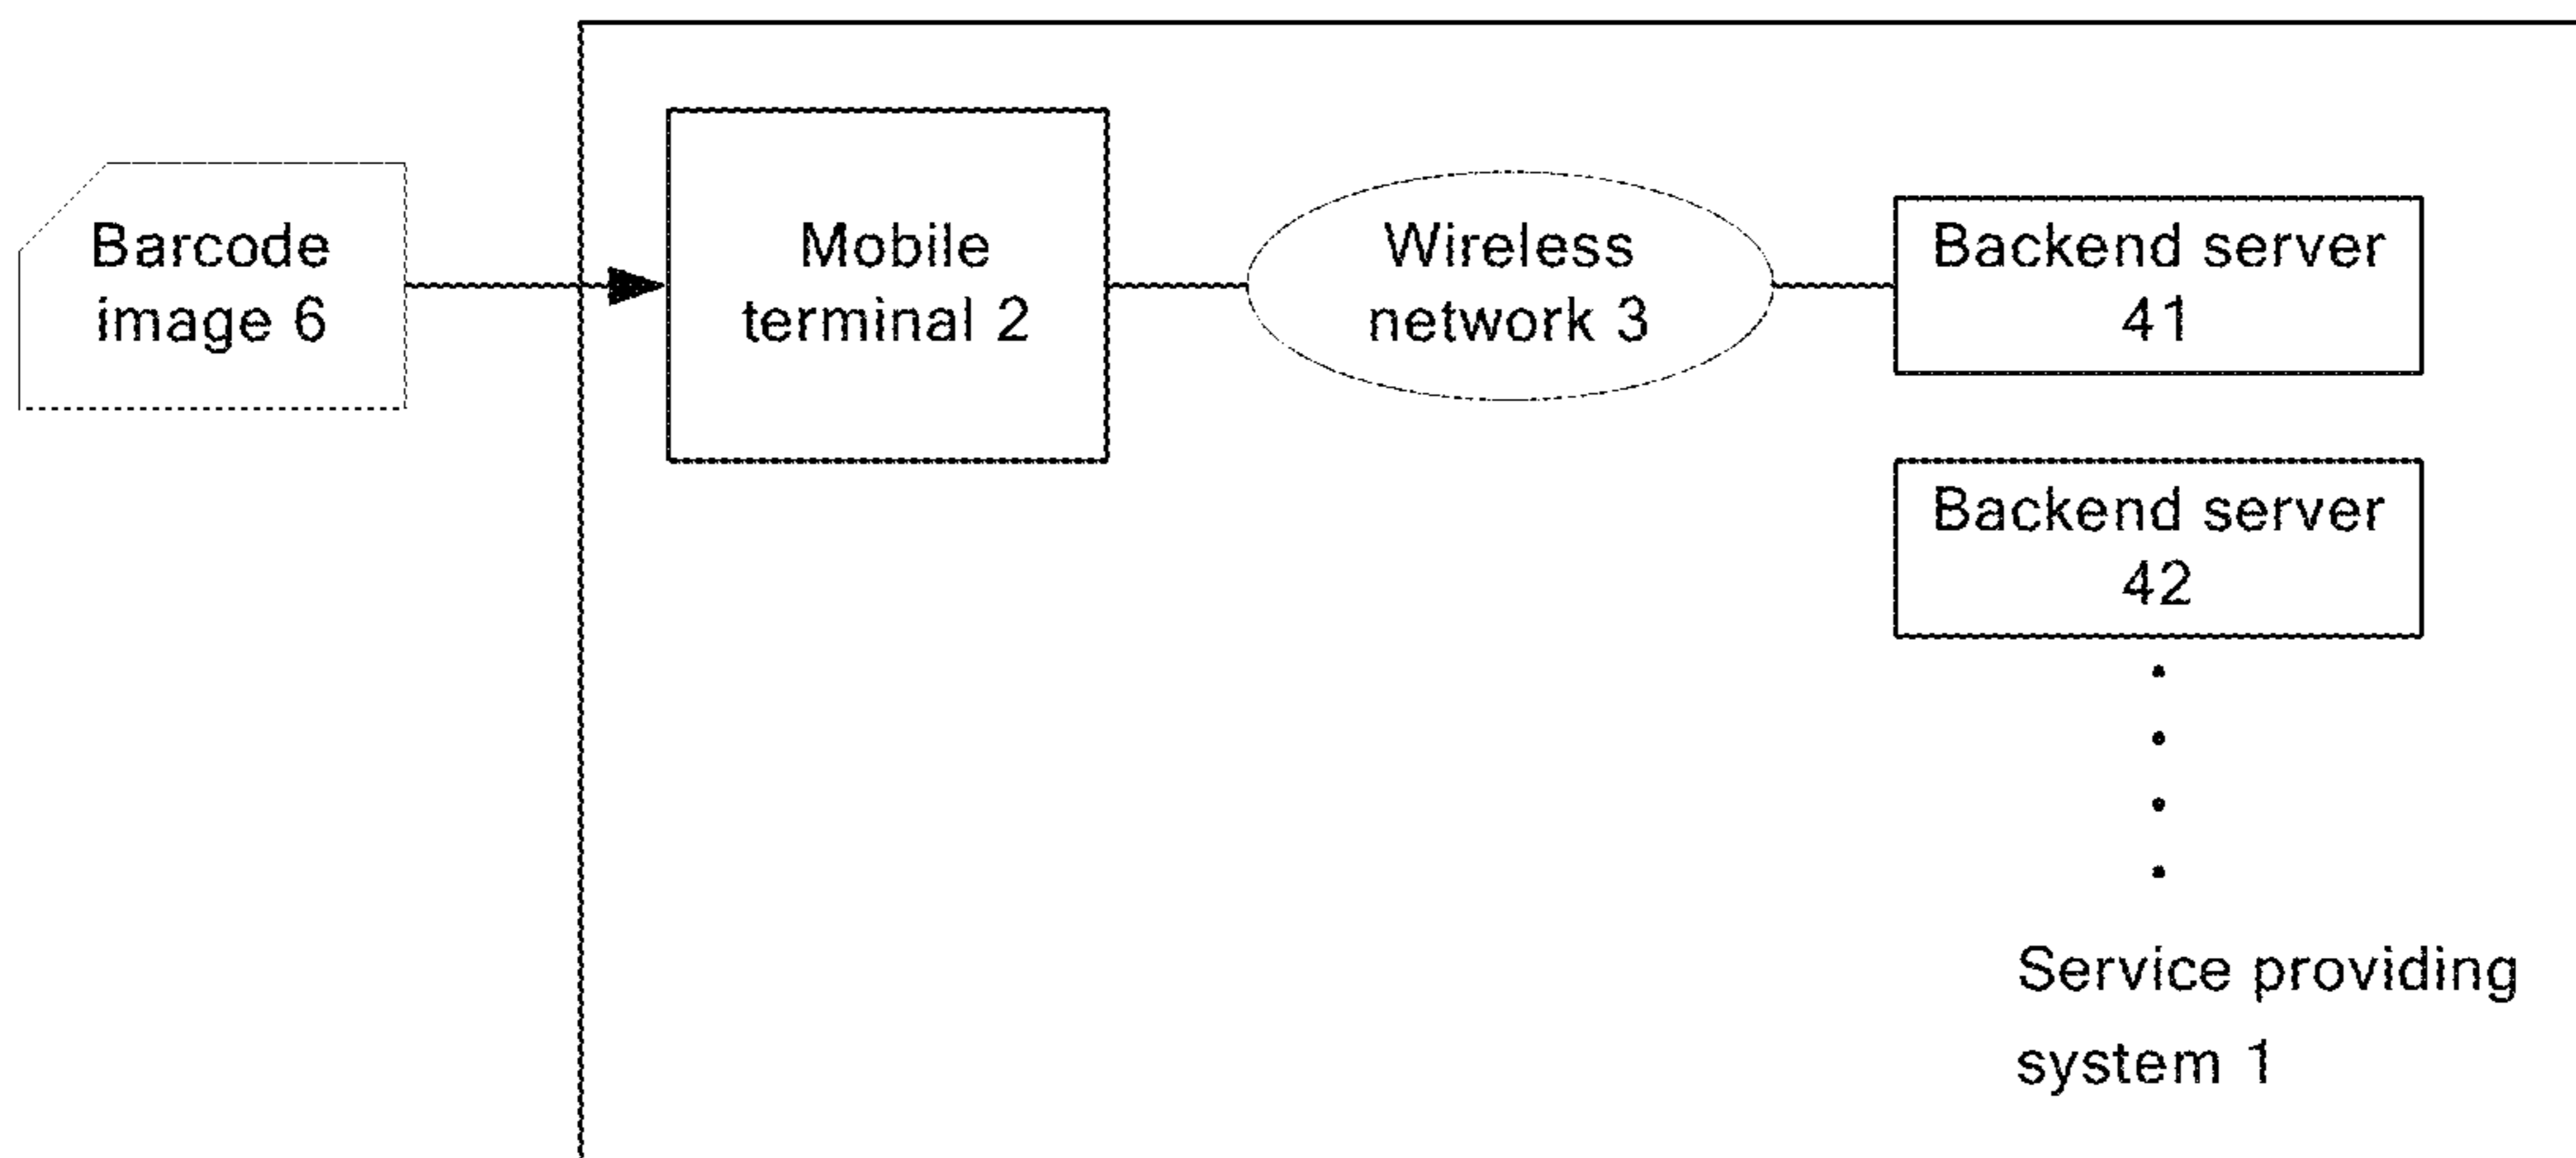 Barcode
image 6
Mobile
terminal 2
Wireless
network 3
Backend server
41
Backend server
42
Service providing
system 1